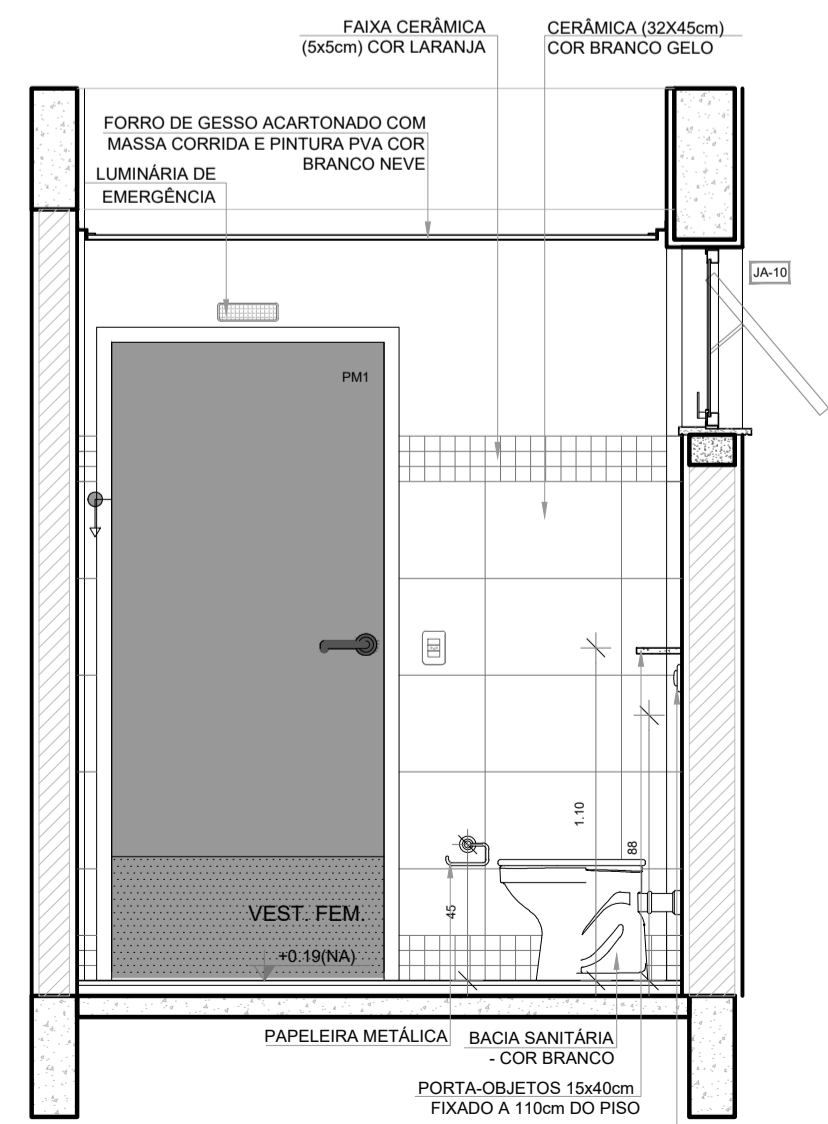 FAIXA CERÂMICA
(5x5cm) COR LARANJA
CERÂMICA (32X45cm)
COR BRANCO GELO
FORRO DE GESSO ACARTONADO COM
MASSA CORRIDA E PINTURA PVA COR
BRANCO NEVE
LUMINÁRIA DE
EMERGÊNCIA
JA-10
PM1
1.10
88
45
VEST. FEM.
+0.19(NA)
PAPELEIRA METÁLICA
BACIA SANITÁRIA
- COR BRANCO
PORTA-OBJETOS 15x40cm
FIXADO A 110cm DO PISO